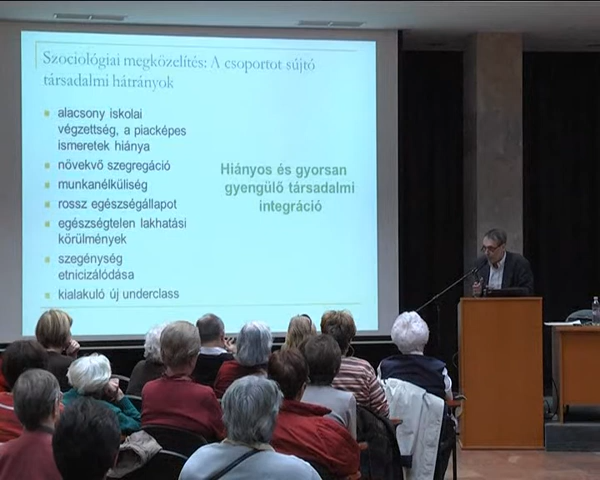 Szociológiai megközelítés: A csoportot sújtó
társadalmi hátrányok
alacsony iskolai
végzettség, a piacképes
ismeretek hiánya
növekvő szegregáció
munkanélküliség
rossz egészségállapot
egészségtelen lakhatási
körülmények
szegénység
etnicizálódása
kialakuló új underclass
Hiányos és gyorsan
gyengülő társadalmi
integráció